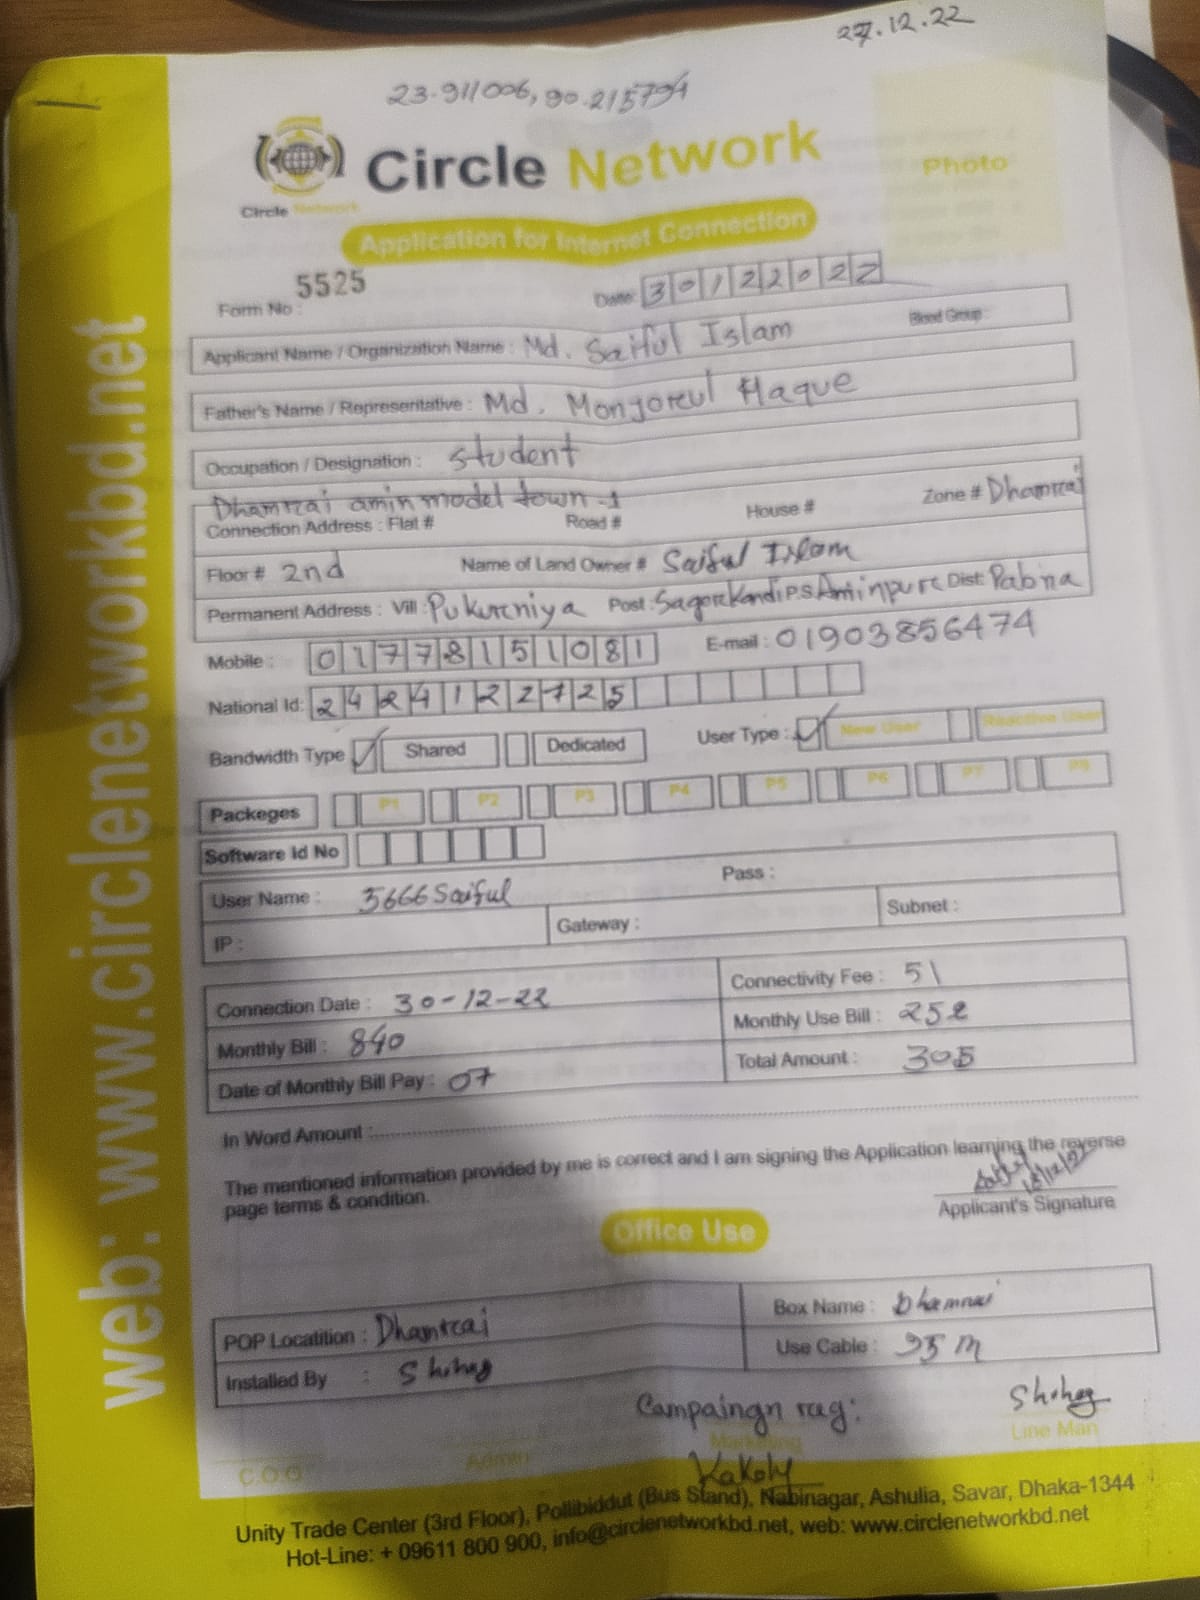 27.12.22
23.911006, 90.215794
Circle Network
Circle Network
Photo
Application for Internet Connection
Form No : 5525
Date: 30122022
Applicant Name / Organization Name : Md. Saiful Islam Blood Group:
Father's Name / Representative : Md. Monjorul Haque
Occupation / Designation : student
Dhamrai amin model town-1
Connection Address : Flat # Road # House # Zone # Dhamrai
Floor # 2nd Name of Land Owner # Saiful Islam
Permanent Address : Vill : Pukurniya Post : Sagorkandi P.S Aminpure Dist: Pabna
Mobile : 01778151081 E-mail : 01903856474
National Id: 2424122725
Bandwidth Type Shared Dedicated User Type : New User Reactive User
Packeges P1 P2 P3 P4 P5 P6 P7 P8
Software Id No
User Name : 5666Saiful Pass :
IP : Gateway : Subnet :
Connection Date : 30-12-22 Connectivity Fee : 51
Monthly Bill : 840 Monthly Use Bill : 252
Date of Monthly Bill Pay : 07 Total Amount : 305
In Word Amount :
The mentioned information provided by me is correct and I am signing the Application learning the reverse
page terms & condition.
Applicant's Signature
Office Use
POP Locatition : Dhamrai Box Name : Dhamrai
Installed By : Shihag Use Cable : 35 m
Campaingn rag:
Kakoly
Shihag
C.O.O Admin Marketing Line Man
Unity Trade Center (3rd Floor), Pollibiddut (Bus Stand), Nabinagar, Ashulia, Savar, Dhaka-1344
Hot-Line: + 09611 800 900, info@circlenetworkbd.net, web: www.circlenetworkbd.net
web: www.circlenetworkbd.net